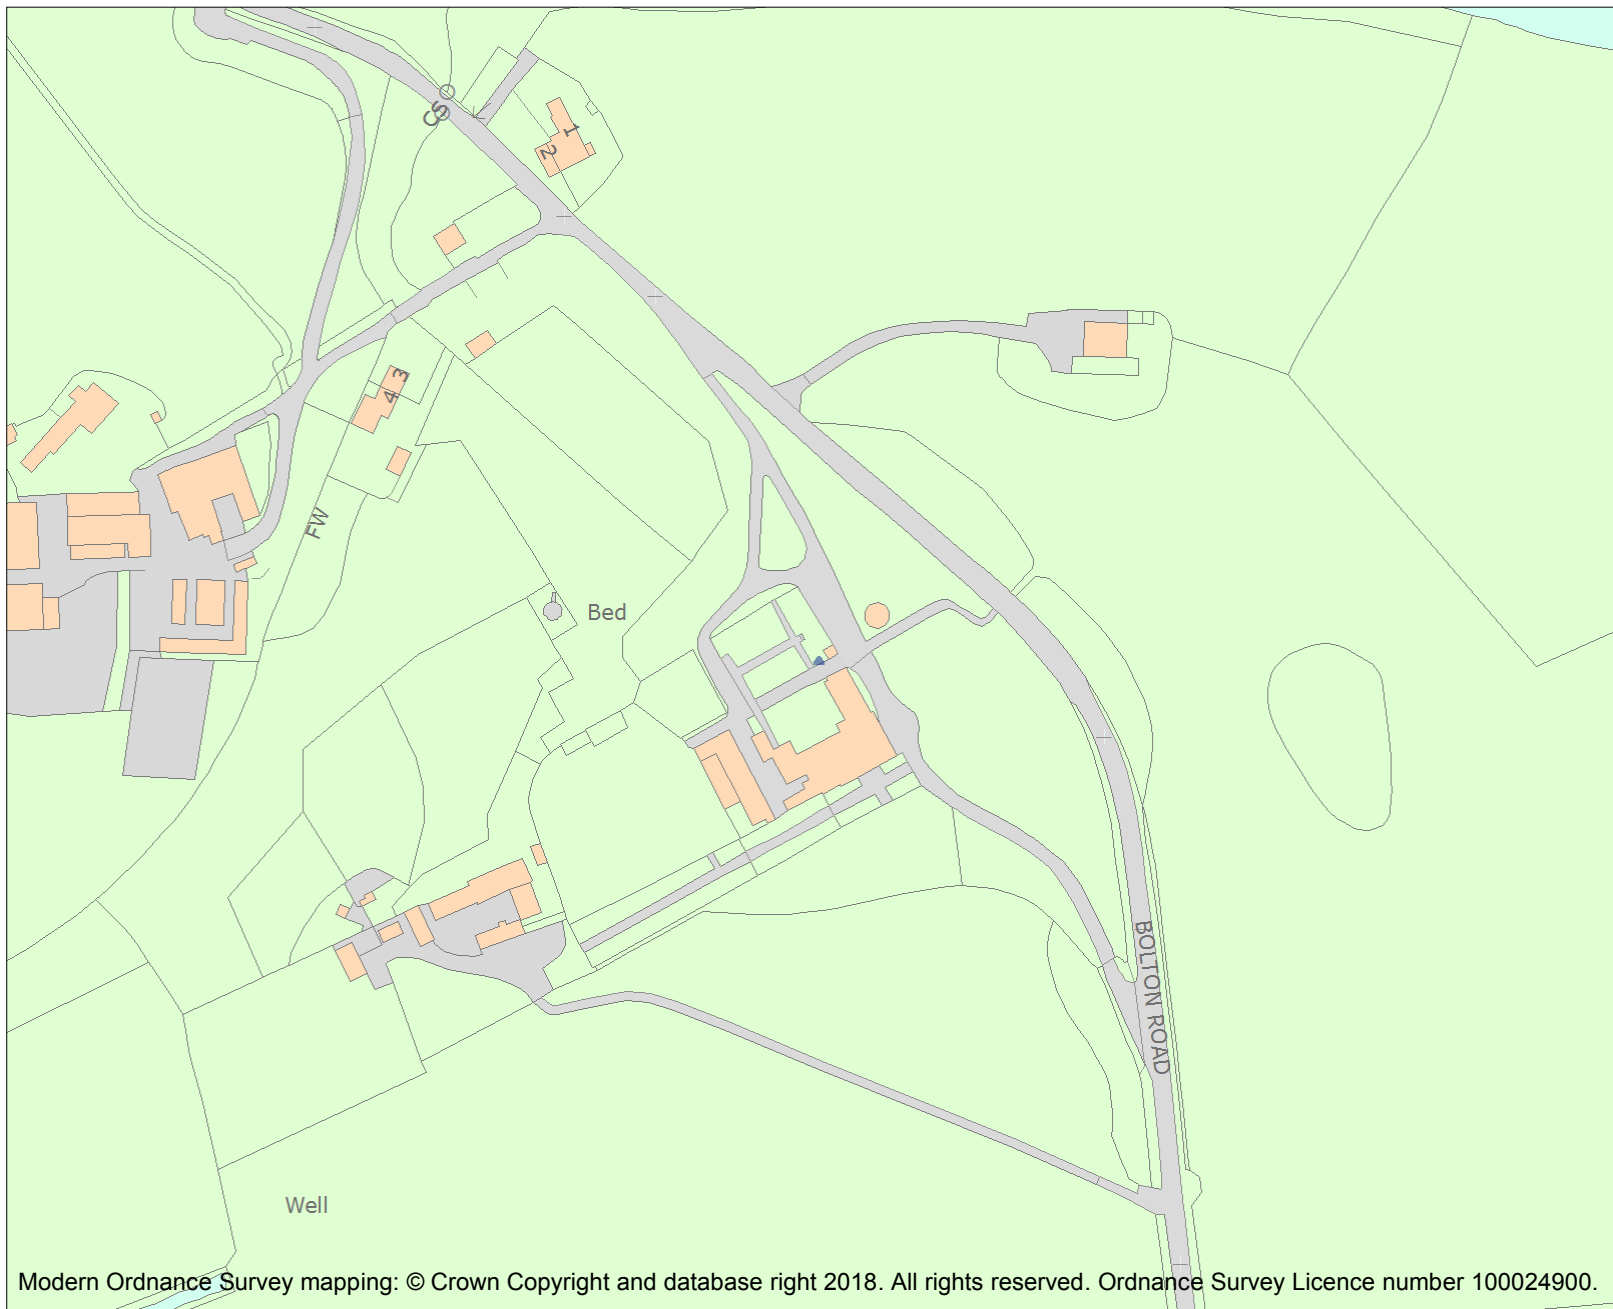 CS
1
2
3
4
FW
Bed
BOLTON ROAD
Well
Modern Ordnance Survey mapping: © Crown Copyright and database right 2018. All rights reserved. Ordnance Survey Licence number 100024900.